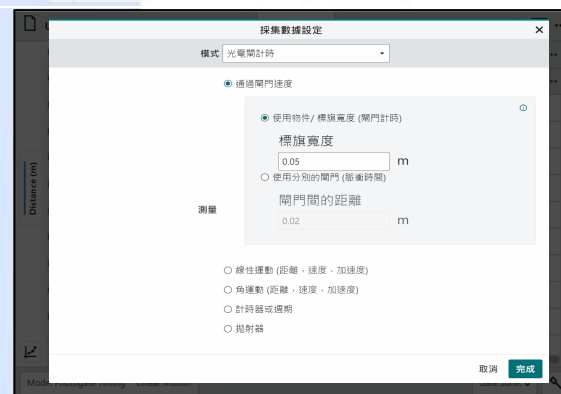 採集數據設定
模式 光電閘計時
通過閘門速度
使用物件/ 標旗寬度 (閘門計時)
標旗寬度
0.05 m
使用分別的閘門 (脈衝時間)
閘門間的距離
測量
0.02 m
線性運動 (距離，速度，加速度)
角運動 (距離，速度，加速度)
計時器或週期
拋射器
Distance (m)
取消 完成
Mode: Photogate Timing Linear Motion Gate State: 0